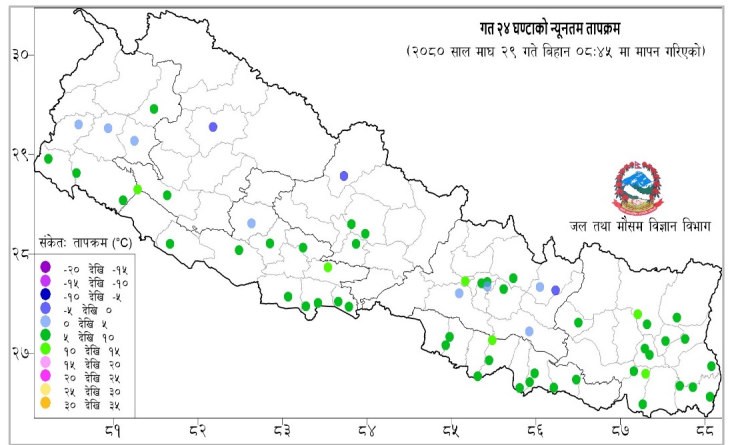 गत २४ घण्टाको न्यूनतम तापक्रम
(२०८० साल माघ २९ गते बिहान ०८:४५ मा मापन गरिएको)
३०
२९
२८
२७
जल तथा मौसम विज्ञान विभाग
संकेत: तापक्रम (°C)
-२० देखि -१५
-१५ देखि -१०
-१० देखि -५
-५ देखि ०
० देखि ५
५ देखि १०
१० देखि १५
१५ देखि २०
२० देखि २५
२५ देखि ३०
३० देखि ३५
८१ ८२ ८३ ८४ ८५ ८६ ८७ ८८